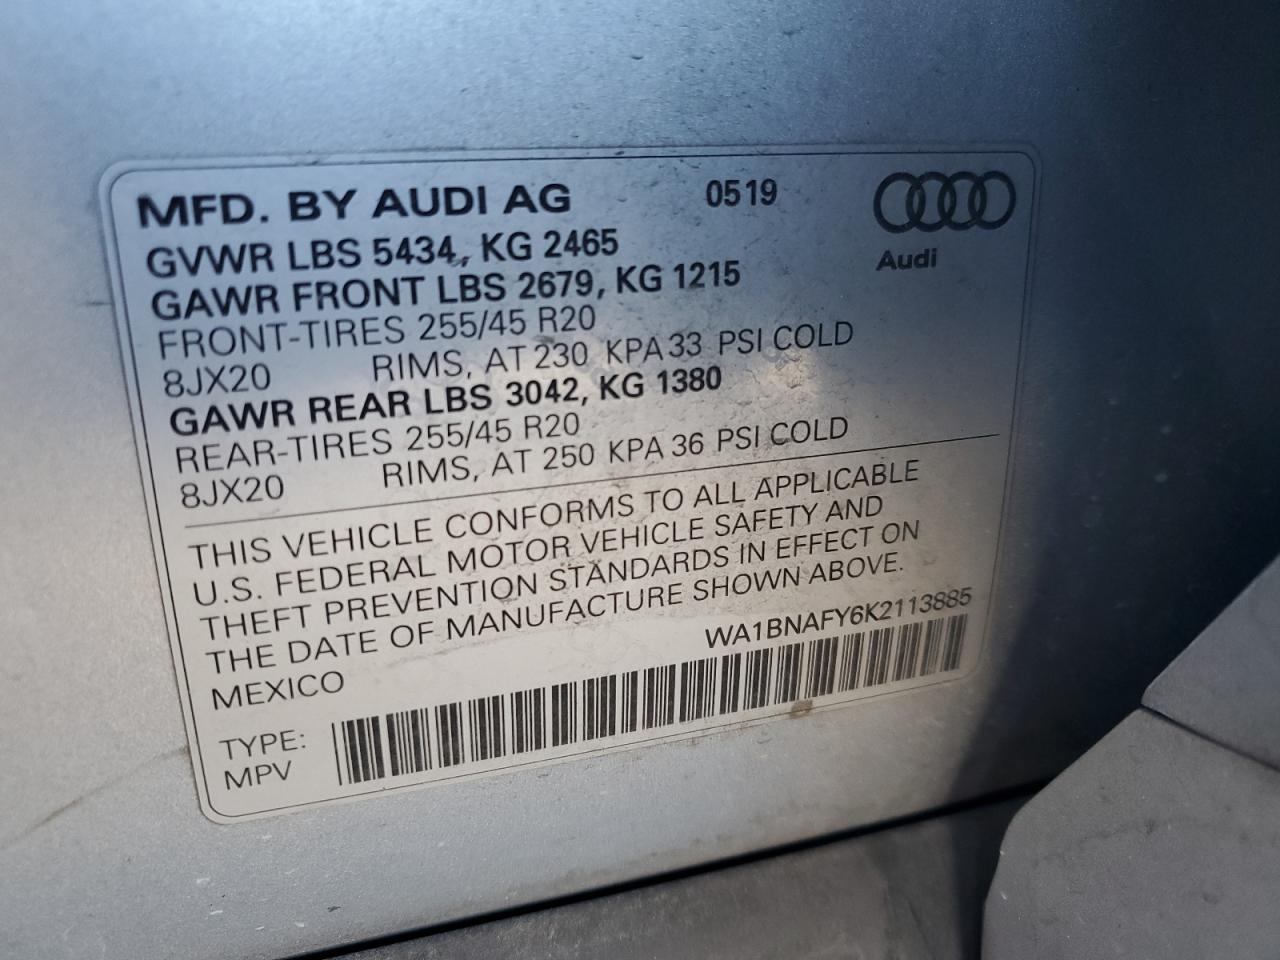 MFD. BY AUDI AG 0519
Audi
GVWR LBS 5434, KG 2465
GAWR FRONT LBS 2679, KG 1215
FRONT-TIRES 255/45 R20
8JX20 RIMS, AT 230 KPA 33 PSI COLD
GAWR REAR LBS 3042, KG 1380
REAR-TIRES 255/45 R20
8JX20 RIMS, AT 250 KPA 36 PSI COLD
THIS VEHICLE CONFORMS TO ALL APPLICABLE
U.S. FEDERAL MOTOR VEHICLE SAFETY AND
THEFT PREVENTION STANDARDS IN EFFECT ON
THE DATE OF MANUFACTURE SHOWN ABOVE.
MEXICO WA1BNAFY6K2113885
TYPE:
MPV